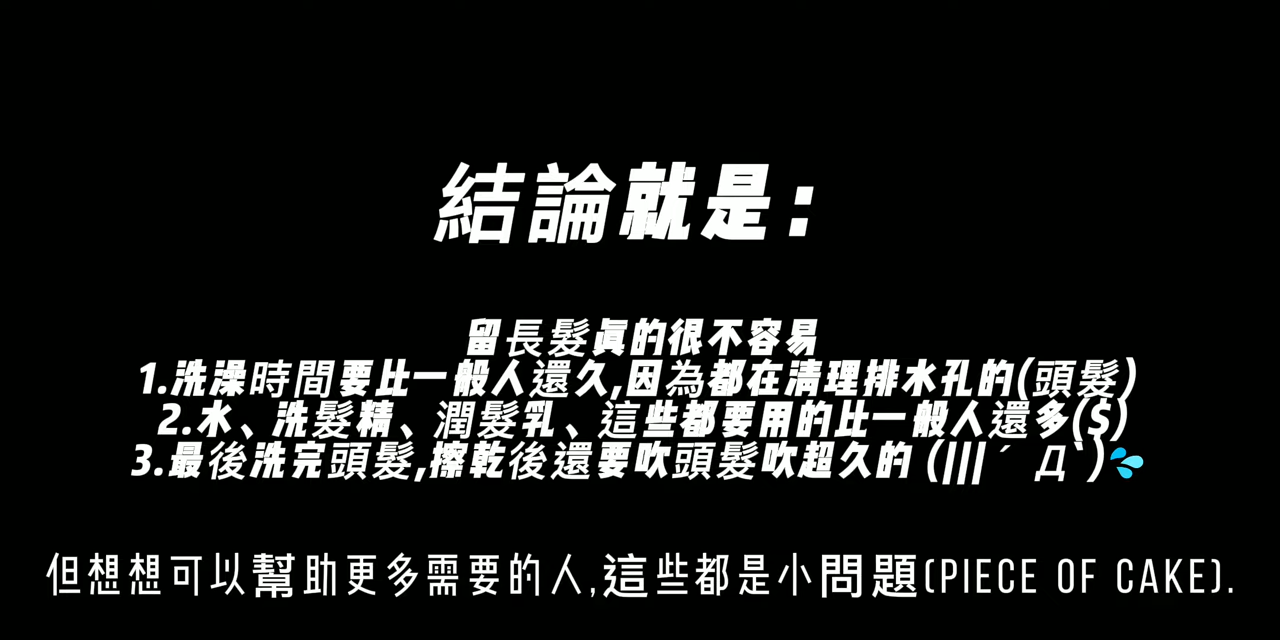 結論就是:
留長髮真的很不容易
1.洗澡時間要比一般人還久,因為都在清理排水孔的(頭髮)
2.水、洗髮精、潤髮乳、這些都要用的比一般人還多($)
3.最後洗完頭髮,擦乾後還要吹頭髮吹超久的 (|||ˊ Д ˋ)💦
但想想可以幫助更多需要的人,這些都是小問題(PIECE OF CAKE).